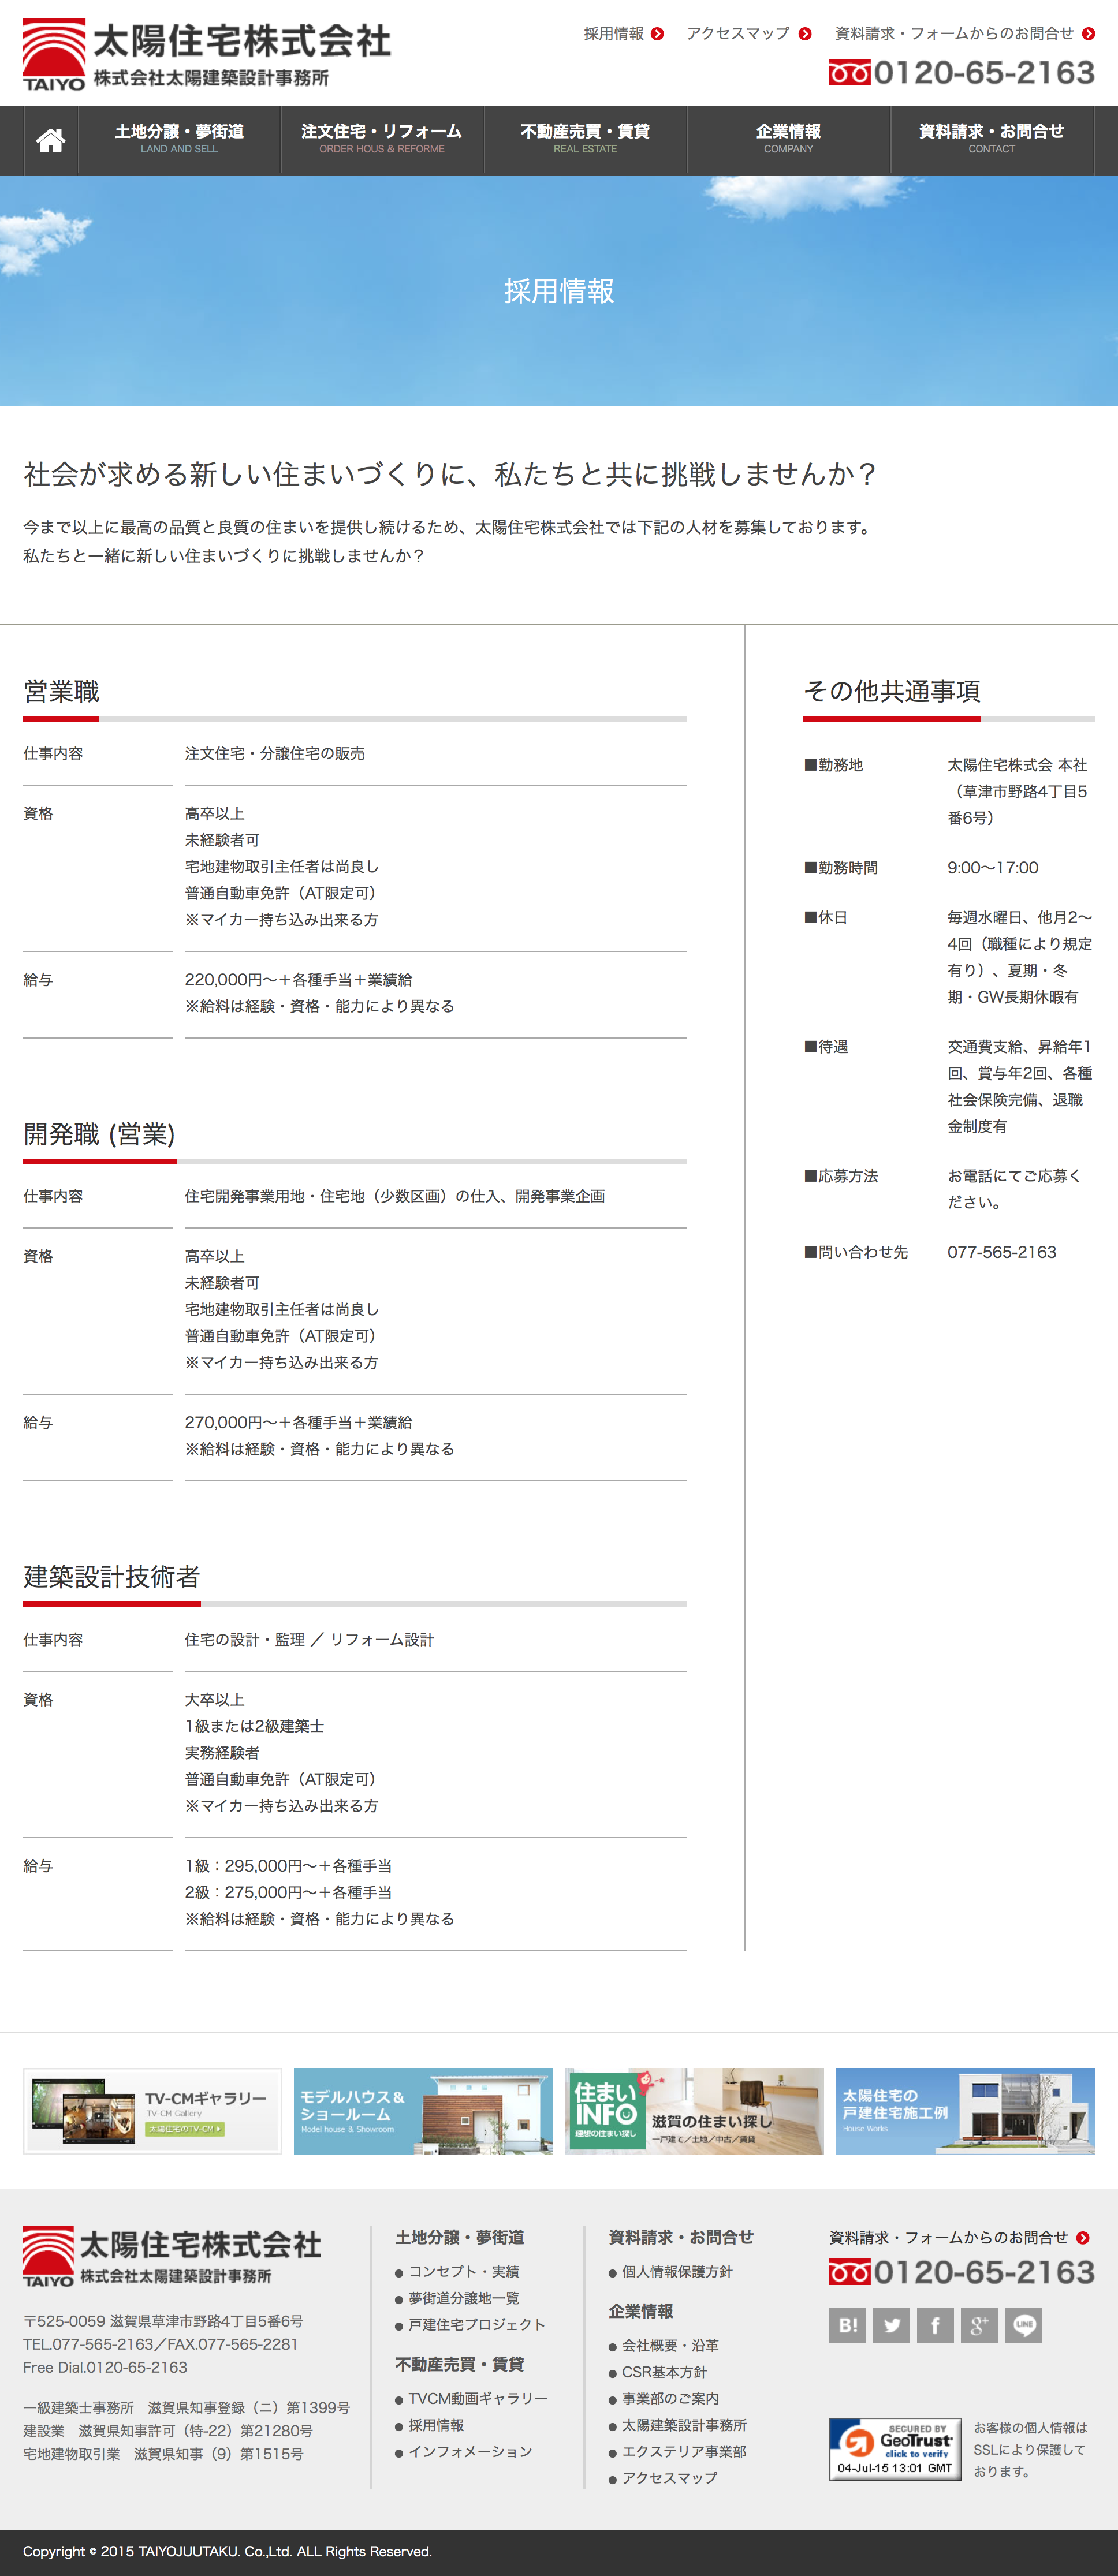 太陽住宅株式会社
株式会社太陽建築設計事務所
TAIYO
採用情報
アクセスマップ
資料請求・フォームからのお問合せ
0120-65-2163
土地分譲・夢街道
LAND AND SELL
注文住宅・リフォーム
ORDER HOUS & REFORME
不動産売買・賃貸
REAL ESTATE
企業情報
COMPANY
資料請求・お問合せ
CONTACT
採用情報
社会が求める新しい住まいづくりに、私たちと共に挑戦しませんか？
今まで以上に最高の品質と良質の住まいを提供し続けるため、太陽住宅株式会社では下記の人材を募集しております。
私たちと一緒に新しい住まいづくりに挑戦しませんか？
営業職
仕事内容
注文住宅・分譲住宅の販売
資格
高卒以上
未経験者可
宅地建物取引主任者は尚良し
普通自動車免許（AT限定可）
※マイカー持ち込み出来る方
給与
220,000円〜＋各種手当＋業績給
※給料は経験・資格・能力により異なる
開発職 (営業)
仕事内容
住宅開発事業用地・住宅地（少数区画）の仕入、開発事業企画
資格
高卒以上
未経験者可
宅地建物取引主任者は尚良し
普通自動車免許（AT限定可）
※マイカー持ち込み出来る方
給与
270,000円〜＋各種手当＋業績給
※給料は経験・資格・能力により異なる
建築設計技術者
仕事内容
住宅の設計・監理 ／ リフォーム設計
資格
大卒以上
1級または2級建築士
実務経験者
普通自動車免許（AT限定可）
※マイカー持ち込み出来る方
給与
1級：295,000円〜＋各種手当
2級：275,000円〜＋各種手当
※給料は経験・資格・能力により異なる
その他共通事項
■勤務地
太陽住宅株式会 本社
（草津市野路4丁目5
番6号）
■勤務時間
9:00〜17:00
■休日
毎週水曜日、他月2〜
4回（職種により規定
有り）、夏期・冬
期・GW長期休暇有
■待遇
交通費支給、昇給年1
回、賞与年2回、各種
社会保険完備、退職
金制度有
■応募方法
お電話にてご応募く
ださい。
■問い合わせ先
077-565-2163
TV-CMギャラリー
TV-CM Gallery
太陽住宅のTV-CM
モデルハウス＆
ショールーム
Model house & Showroom
住まい
INFO
理想の住まい探し
滋賀の住まい探し
一戸建て／土地／中古／賃貸
太陽住宅の
戸建住宅施工例
House Works
太陽住宅株式会社
株式会社太陽建築設計事務所
TAIYO
〒525-0059 滋賀県草津市野路4丁目5番6号
TEL.077-565-2163／FAX.077-565-2281
Free Dial.0120-65-2163
一級建築士事務所　滋賀県知事登録（ニ）第1399号
建設業　滋賀県知事許可（特-22）第21280号
宅地建物取引業　滋賀県知事（9）第1515号
土地分譲・夢街道
● コンセプト・実績
● 夢街道分譲地一覧
● 戸建住宅プロジェクト
不動産売買・賃貸
● TVCM動画ギャラリー
● 採用情報
● インフォメーション
資料請求・お問合せ
● 個人情報保護方針
企業情報
● 会社概要・沿革
● CSR基本方針
● 事業部のご案内
● 太陽建築設計事務所
● エクステリア事業部
● アクセスマップ
資料請求・フォームからのお問合せ
0120-65-2163
B!
f
g+
LINE
SECURED BY
GeoTrust
click to verify
04-Jul-15 13:01 GMT
お客様の個人情報は
SSLにより保護して
おります。
Copyright © 2015 TAIYOJUUTAKU. Co.,Ltd. ALL Rights Reserved.